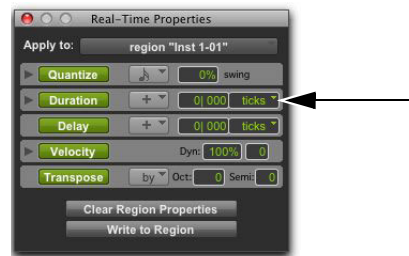 Real-Time Properties
Apply to: region "Inst 1-01"
Quantize 0% swing
Duration + 0| 000 ticks
Delay + 0| 000 ticks
Velocity Dyn: 100% 0
Transpose by Oct: 0 Semi: 0
Clear Region Properties
Write to Region